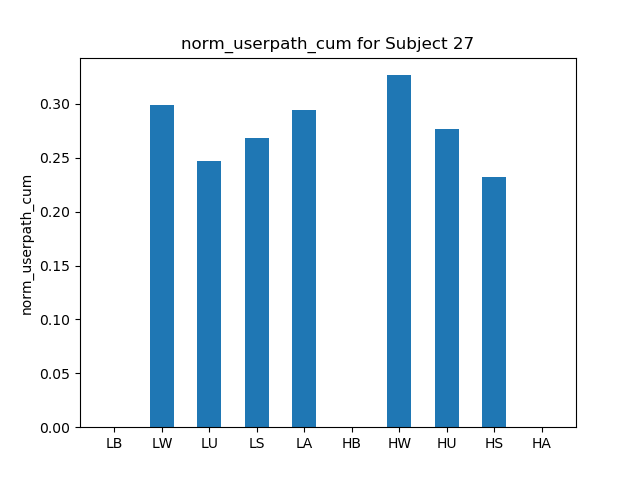 norm_userpath_cum for Subject 27
norm_userpath_cum
0.30
0.25
0.20
0.15
0.10
0.05
0.00
LB LW LU LS LA HB HW HU HS HA